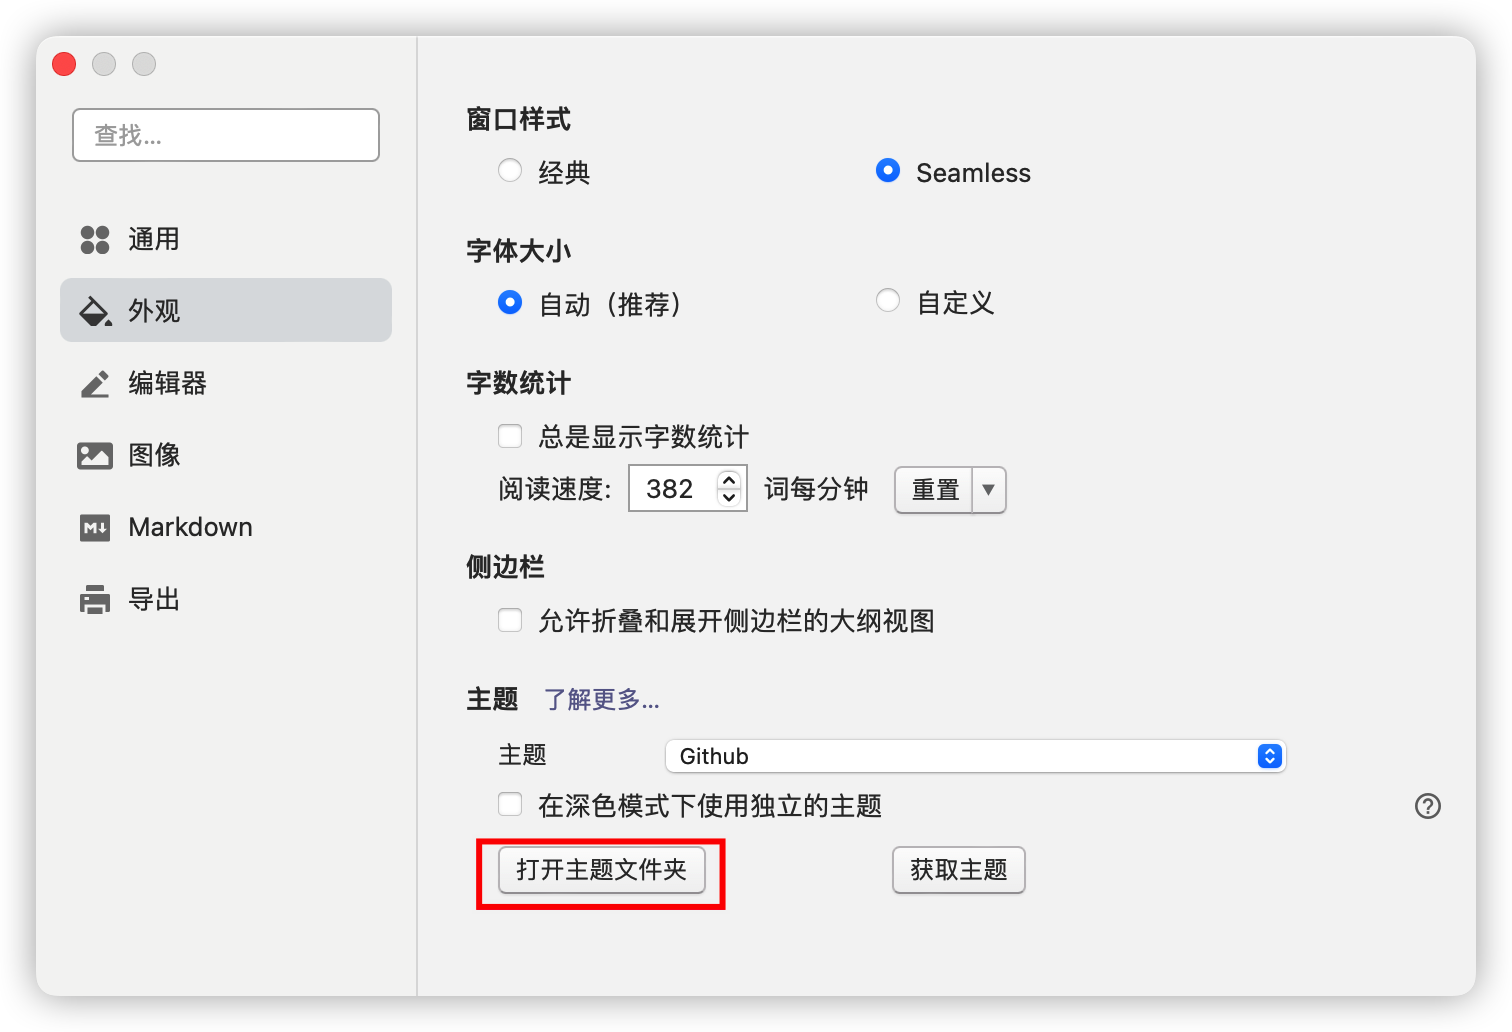 查找...
通用
外观
编辑器
图像
M↓ Markdown
导出
窗口样式
经典 Seamless
字体大小
自动（推荐） 自定义
字数统计
总是显示字数统计
阅读速度: 382 词每分钟 重置
侧边栏
允许折叠和展开侧边栏的大纲视图
主题 了解更多...
主题 Github
在深色模式下使用独立的主题 ?
打开主题文件夹 获取主题